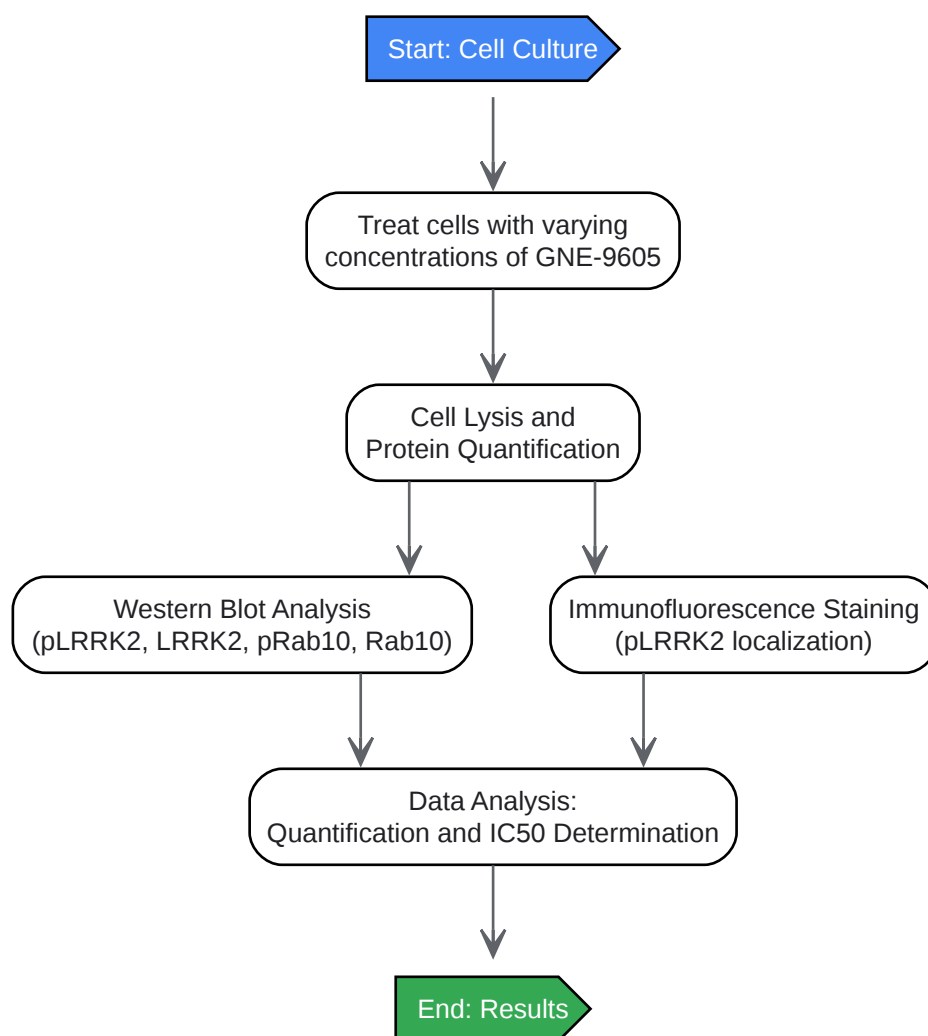 Start: Cell Culture
Treat cells with varying
concentrations of GNE-9605
Cell Lysis and
Protein Quantification
Western Blot Analysis
(pLRRK2, LRRK2, pRab10, Rab10)
Immunofluorescence Staining
(pLRRK2 localization)
Data Analysis:
Quantification and IC50 Determination
End: Results